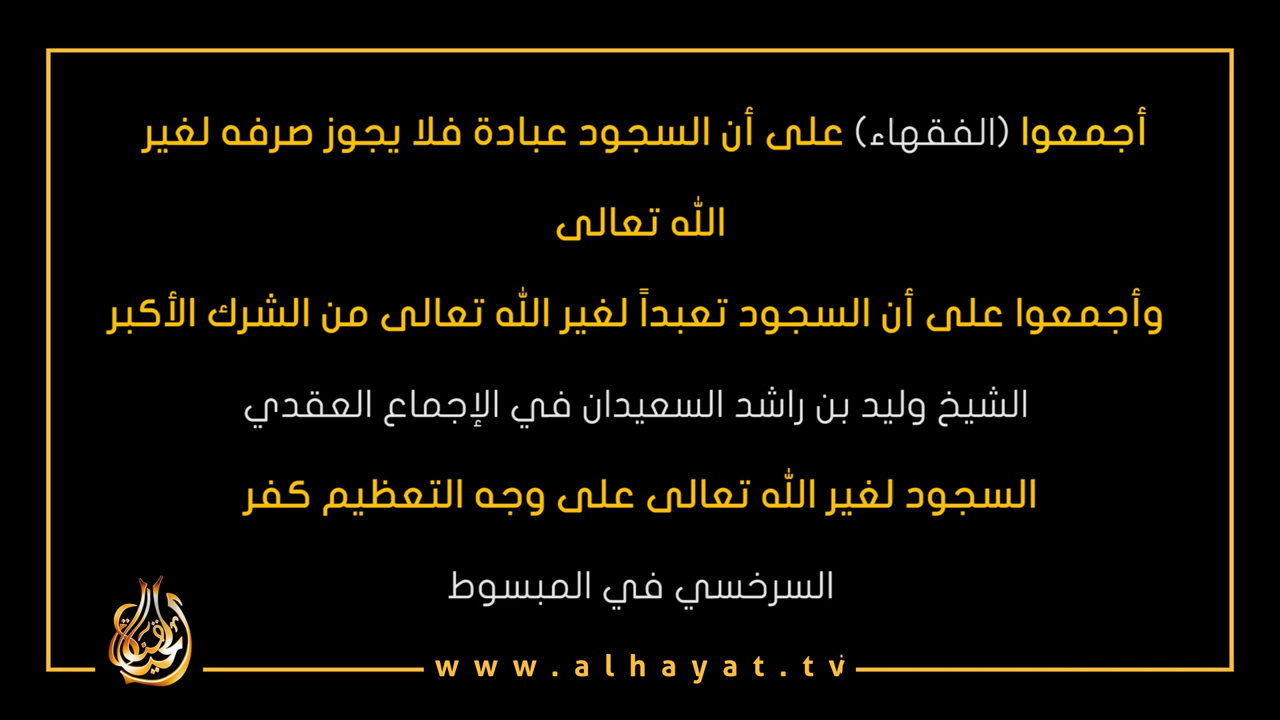 أجمعوا (الفقهاء) على أن السجود عبادة فلا يجوز صرفه لغير
الله تعالى
وأجمعوا على أن السجود تعبداً لغير الله تعالى من الشرك الأكبر
الشيخ وليد بن راشد السعيدان في الإجماع العقدي
السجود لغير الله تعالى على وجه التعظيم كفر
السرخسي في المبسوط
قناة الحياة
www.alhayat.tv